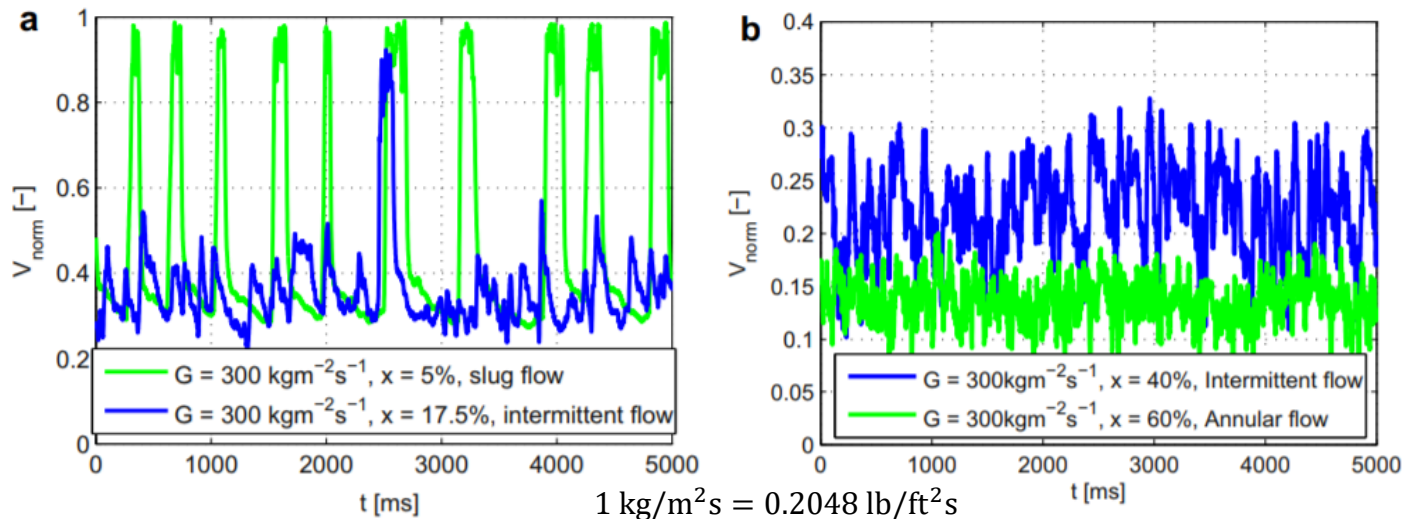 a
1
0.8
0.6
0.4
0.2
0
V_norm [−]
G = 300 kgm⁻²s⁻¹, x = 5%, slug flow
G = 300 kgm⁻²s⁻¹, x = 17.5%, intermittent flow
0 1000 2000 3000 4000 5000
t [ms]
b
0.4
0.35
0.3
0.25
0.2
0.15
0.1
0.05
0
V_norm [−]
G = 300kgm⁻²s⁻¹, x = 40%, Intermittent flow
G = 300kgm⁻²s⁻¹, x = 60%, Annular flow
0 1000 2000 3000 4000 5000
t [ms]
1 kg/m²s = 0.2048 lb/ft²s